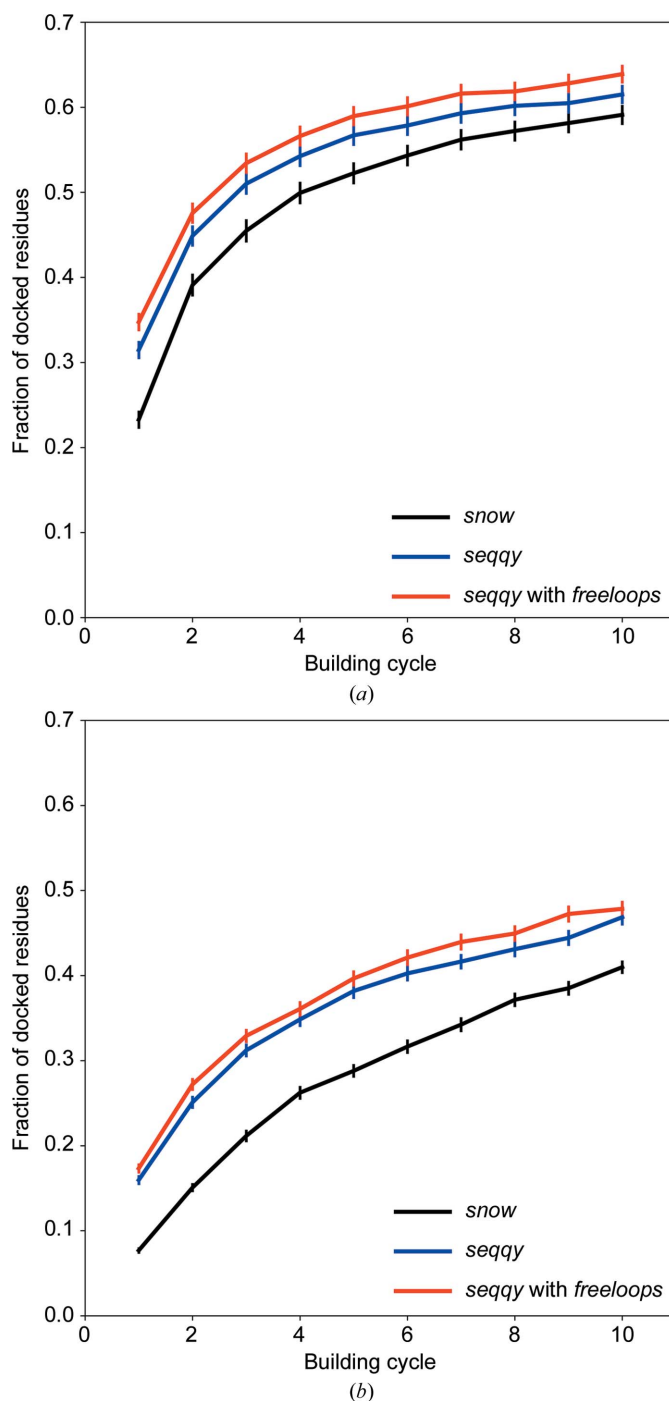 0.7
0.6
0.5
0.4
0.3
0.2
0.1
0.0
Fraction of docked residues
snow
seqqy
seqqy with freeloops
0 2 4 6 8 10
Building cycle
(a)
0.7
0.6
0.5
0.4
0.3
0.2
0.1
0.0
Fraction of docked residues
snow
seqqy
seqqy with freeloops
0 2 4 6 8 10
Building cycle
(b)